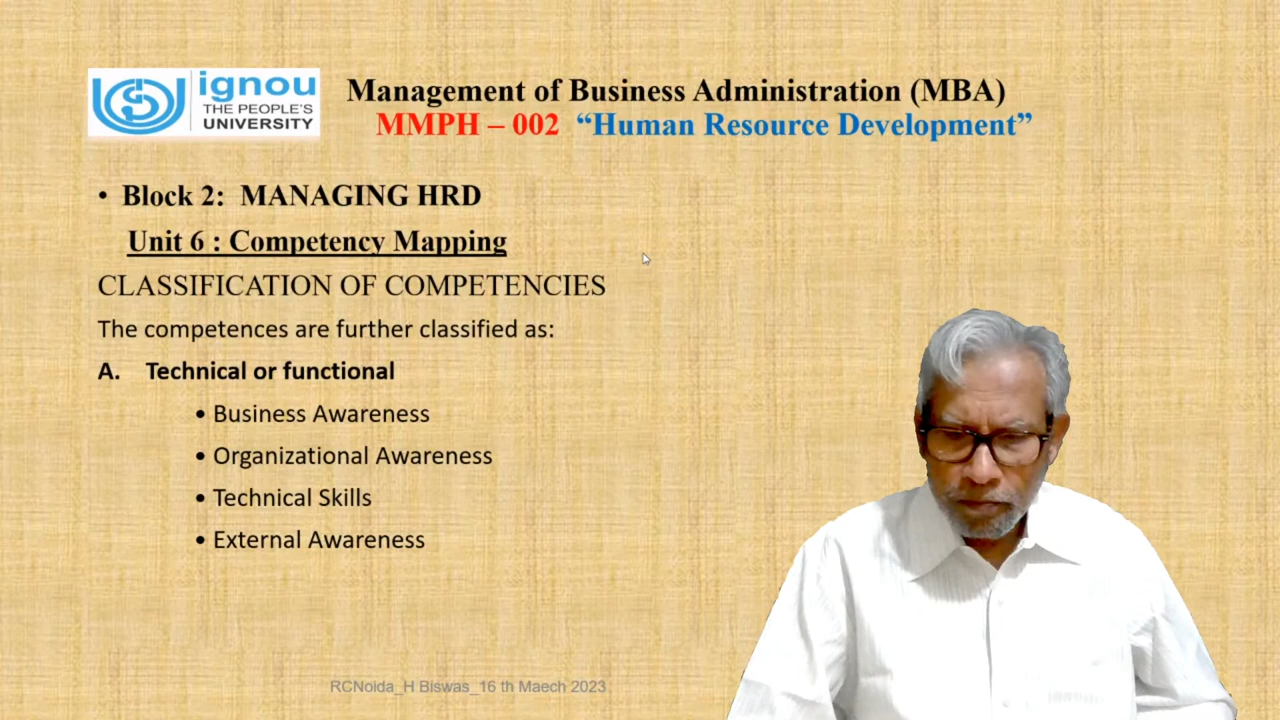 ignou
THE PEOPLE'S
UNIVERSITY
Management of Business Administration (MBA)
MMPH – 002 “Human Resource Development”
• Block 2: MANAGING HRD
Unit 6 : Competency Mapping
CLASSIFICATION OF COMPETENCIES
The competences are further classified as:
A. Technical or functional
• Business Awareness
• Organizational Awareness
• Technical Skills
• External Awareness
RCNoida_H Biswas_16 th Maech 2023